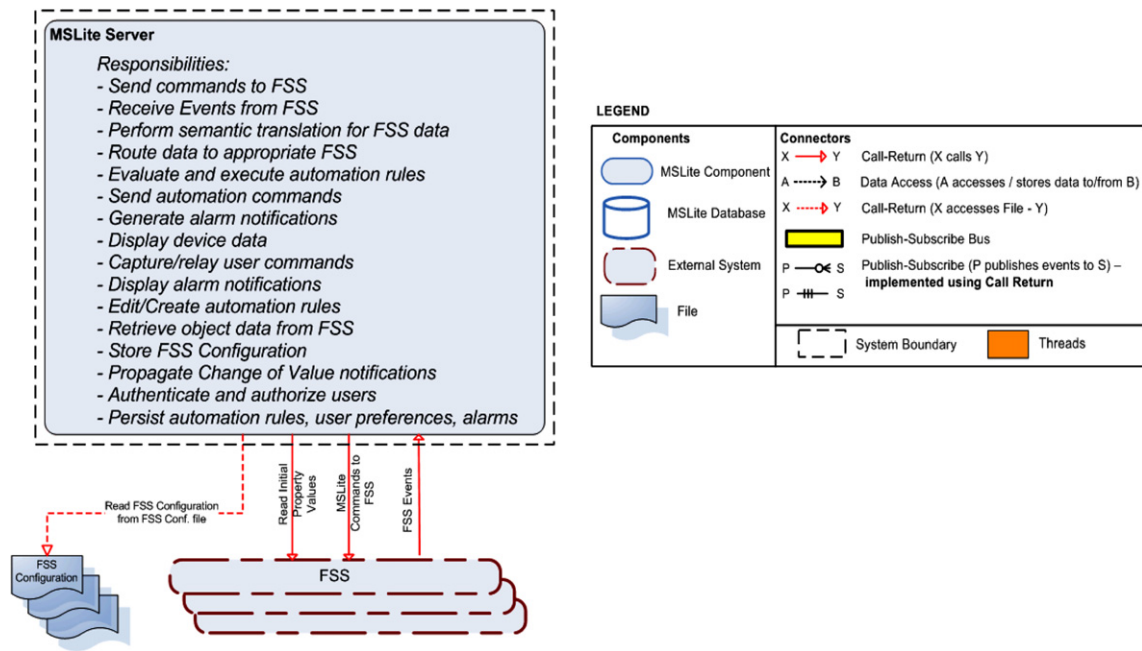 MSLite Server
Responsibilities:
- Send commands to FSS
- Receive Events from FSS
- Perform semantic translation for FSS data
- Route data to appropriate FSS
- Evaluate and execute automation rules
- Send automation commands
- Generate alarm notifications
- Display device data
- Capture/relay user commands
- Display alarm notifications
- Edit/Create automation rules
- Retrieve object data from FSS
- Store FSS Configuration
- Propagate Change of Value notifications
- Authenticate and authorize users
- Persist automation rules, user preferences, alarms
Read FSS Configuration
from FSS Conf. file
Read Initial
Property
Values
MSLite
Commands to
FSS
FSS Events
FSS
Configuration
FSS
LEGEND
Components
MSLite Component
MSLite Database
External System
File
Connectors
X Y Call-Return (X calls Y)
A B Data Access (A accesses / stores data to/from B)
X Y Call-Return (X accesses File - Y)
Publish-Subscribe Bus
P S Publish-Subscribe (P publishes events to S) –
implemented using Call Return
P S
System Boundary
Threads